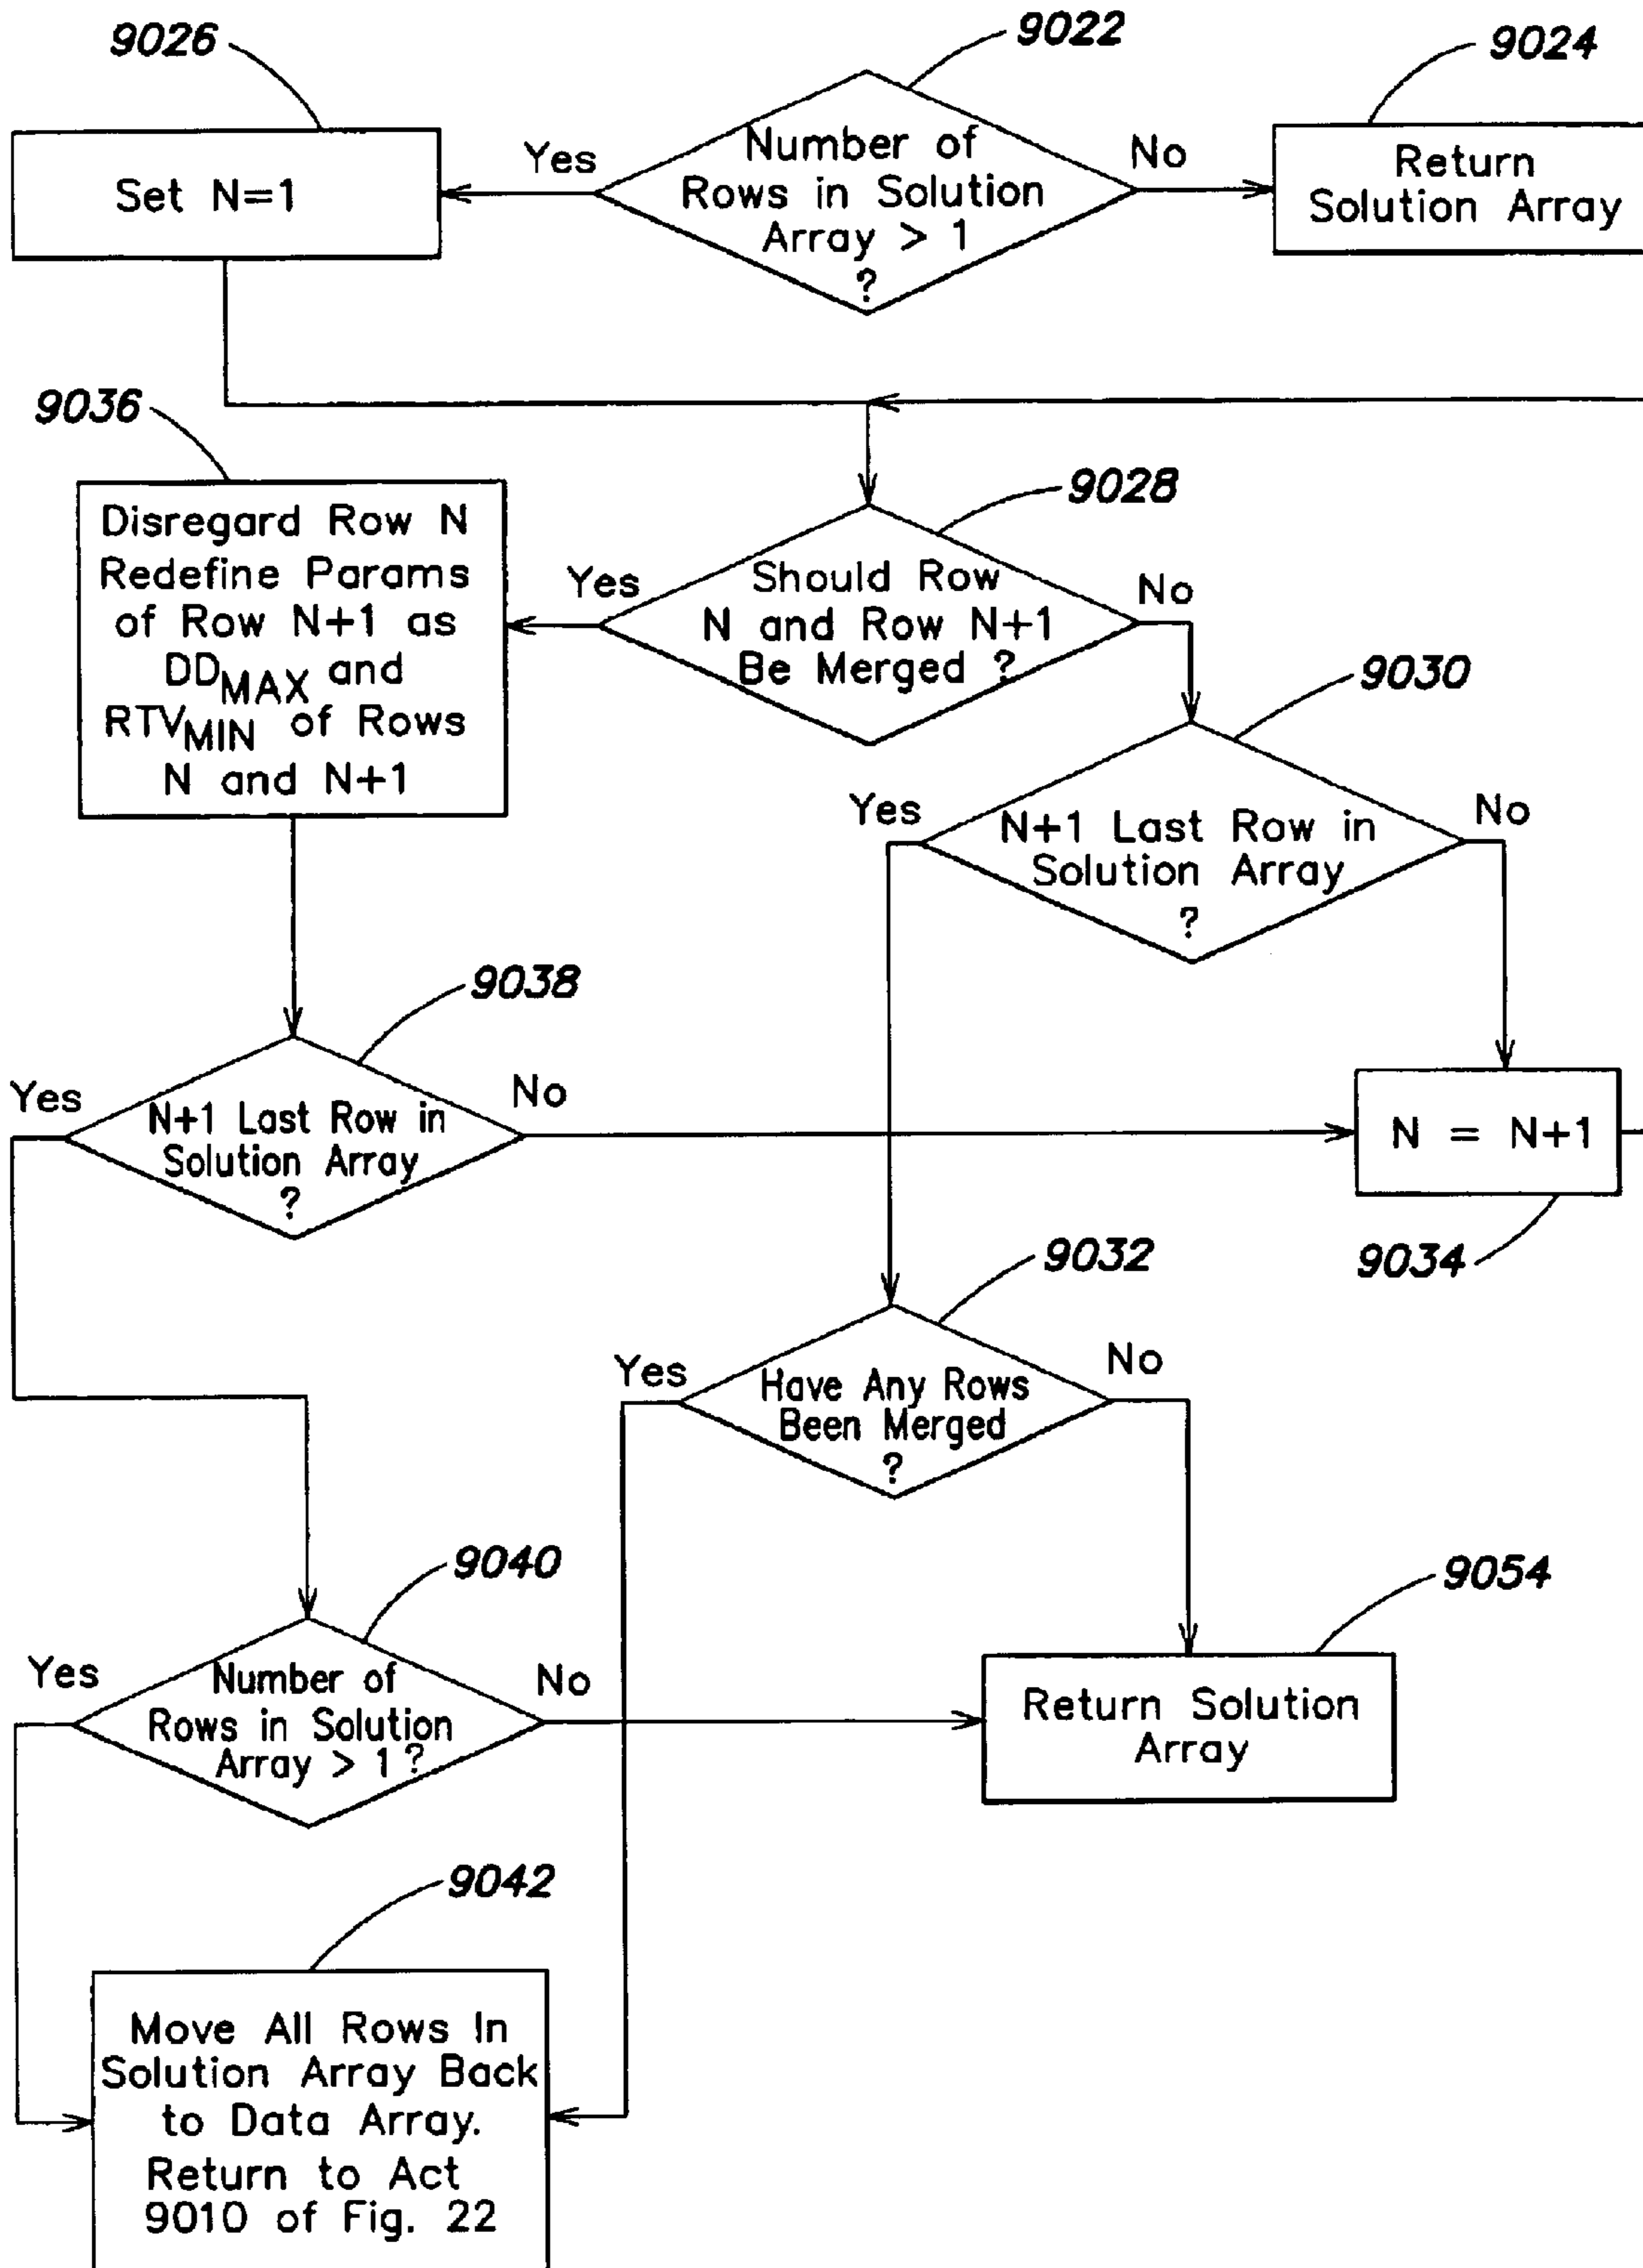 9026
9022
9024
Set N=1
Yes
Number of
Rows in Solution
Array > 1
?
No
Return
Solution Array
9036
9028
Disregard Row N
Redefine Params
of Row N+1 as
DDMAX and
RTVMIN of Rows
N and N+1
Yes
Should Row
N and Row N+1
Be Merged ?
No
9030
Yes
N+1 Last Row in
Solution Array
?
No
9038
Yes
N+1 Last Row in
Solution Array
?
No
N = N+1
9034
9032
Yes
Have Any Rows
Been Merged
?
No
9040
9054
Yes
Number of
Rows in Solution
Array > 1 ?
No
Return Solution
Array
9042
Move All Rows In
Solution Array Back
to Data Array.
Return to Act
9010 of Fig. 22